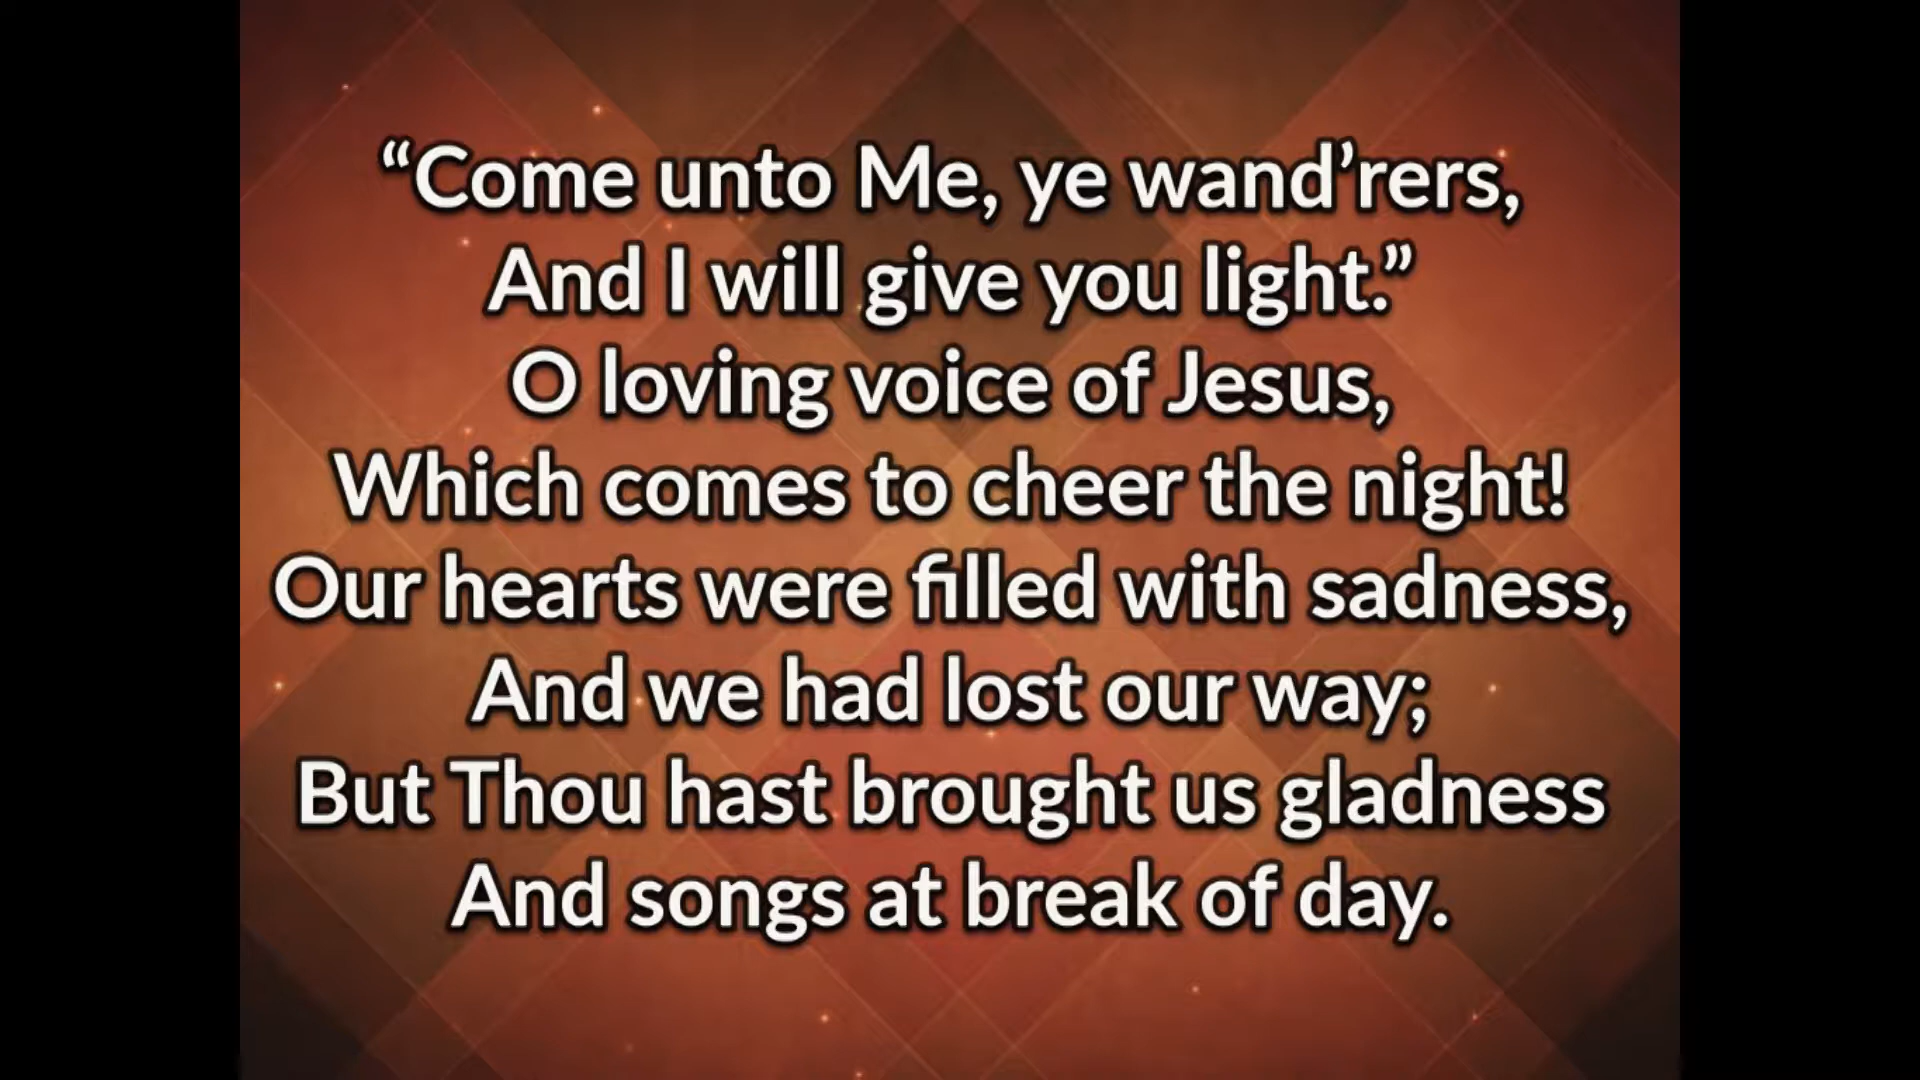 “Come unto Me, ye wand’rers,
And I will give you light.”
O loving voice of Jesus,
Which comes to cheer the night!
Our hearts were filled with sadness,
And we had lost our way;
But Thou hast brought us gladness
And songs at break of day.